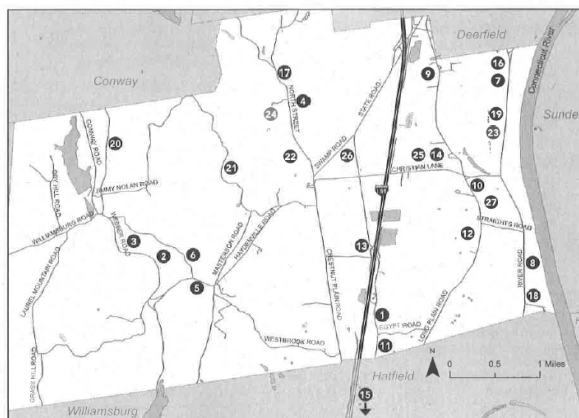 Deerfield
Conway
Connecticut River
Sunde
16
17
9
7
NORTH STREET
4
STATE ROAD
24
19
23
CONWAY ROAD
20
SWAMP ROAD
22
26
25
14
21
CHRISTIAN LANE
JIMMY NOLAN ROAD
10
91
27
STRAIGHTS ROAD
WILLIAMSBURG ROAD
WEBBER ROAD
3
MASTERSON ROAD
HAYDENVILLE ROAD
12
6
13
2
LAUREL MOUNTAIN ROAD
CHESTNUT PLAIN ROAD
8
5
RIVER ROAD
18
1
EGYPT ROAD
LONG PLAIN ROAD
WESTBROOK ROAD
11
GRASS HILL ROAD
N
0 0.5 1 Miles
Hatfield
15
Williamsburg